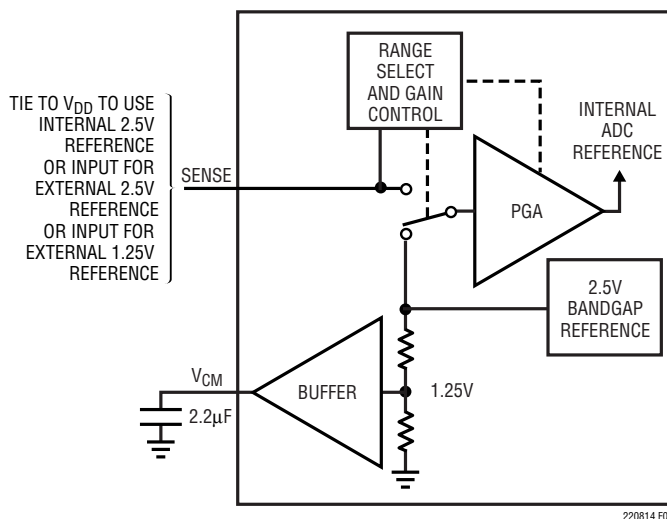 RANGE
SELECT
AND GAIN
CONTROL
TIE TO VDD TO USE
INTERNAL 2.5V
REFERENCE
OR INPUT FOR
EXTERNAL 2.5V
REFERENCE
OR INPUT FOR
EXTERNAL 1.25V
REFERENCE
SENSE
INTERNAL
ADC
REFERENCE
PGA
2.5V
BANDGAP
REFERENCE
VCM
BUFFER
1.25V
2.2µF
220814 F0